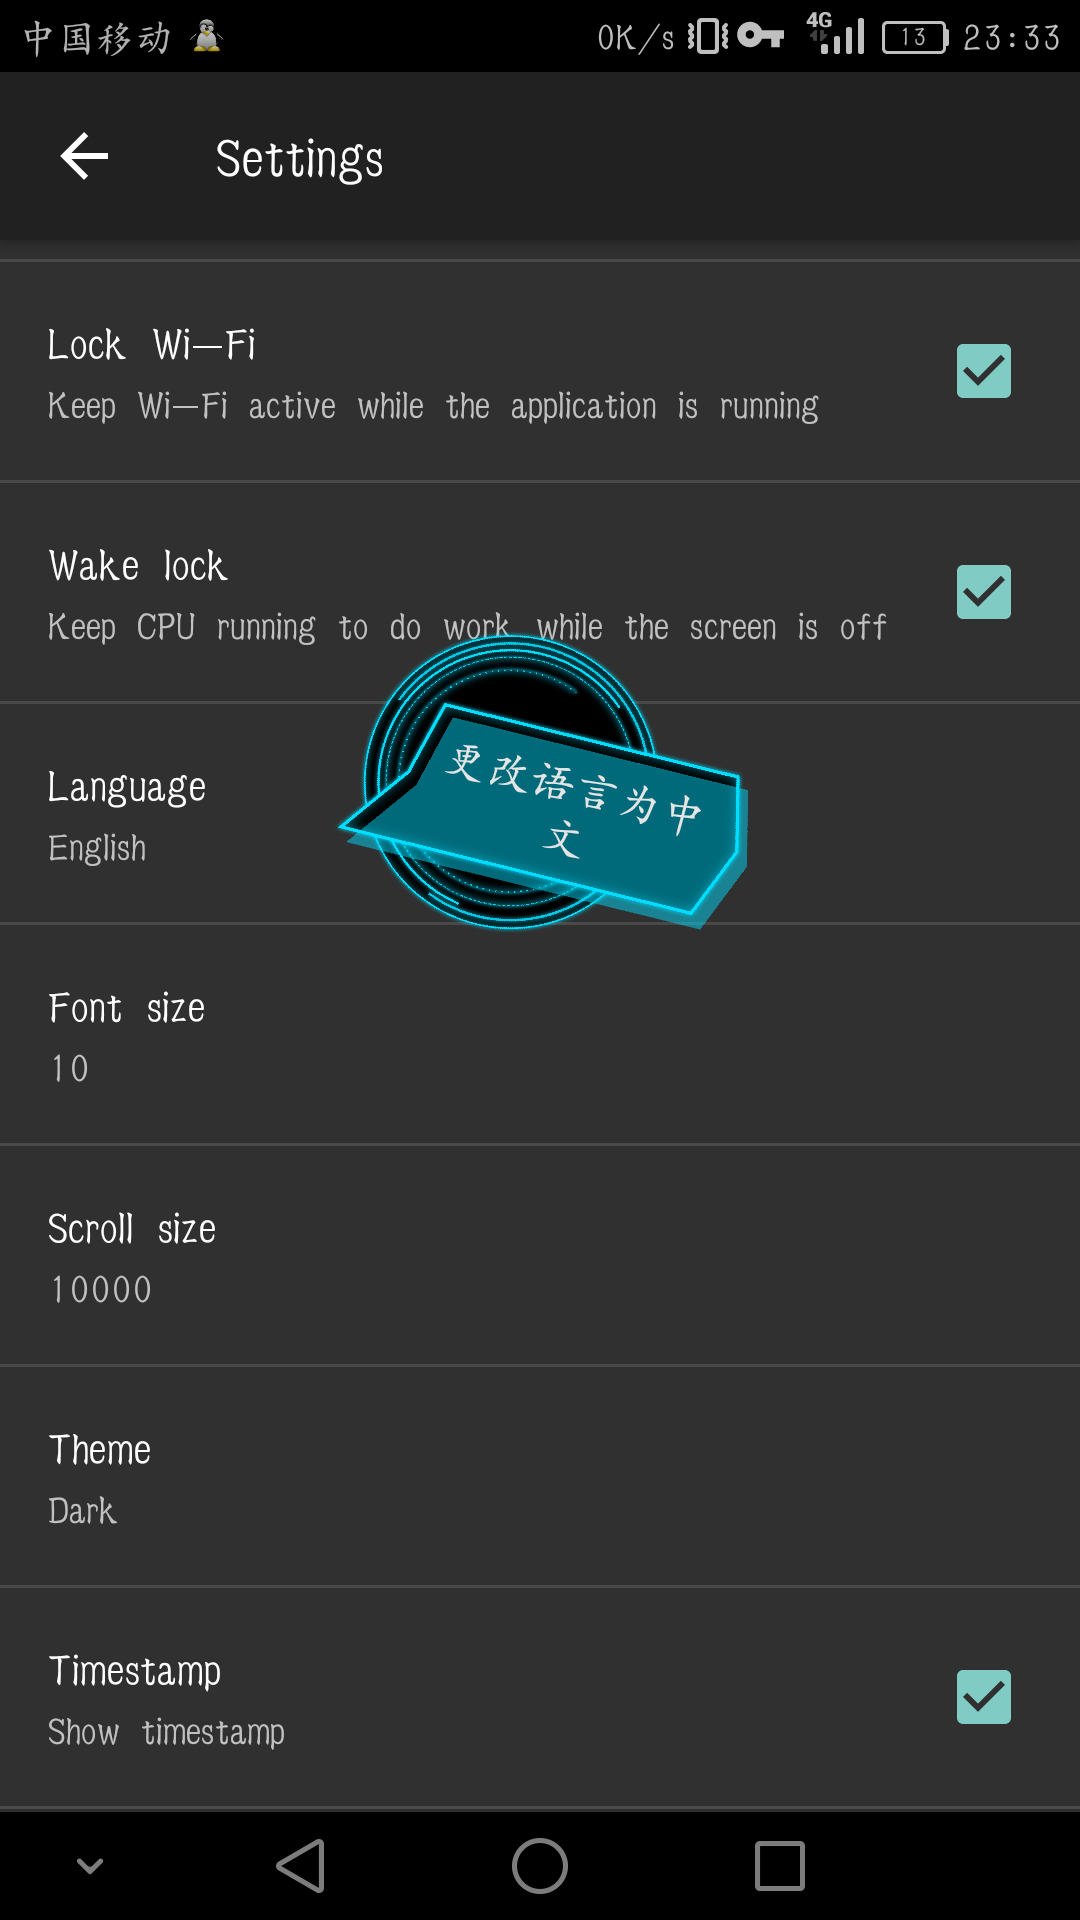 中国移动 0K/s 4G 13 23:33
Settings
Lock Wi-Fi
Keep Wi-Fi active while the application is running
Wake lock
Keep CPU running to do work while the screen is off
更改语言为中
文
Language
English
Font size
10
Scroll size
10000
Theme
Dark
Timestamp
Show timestamp